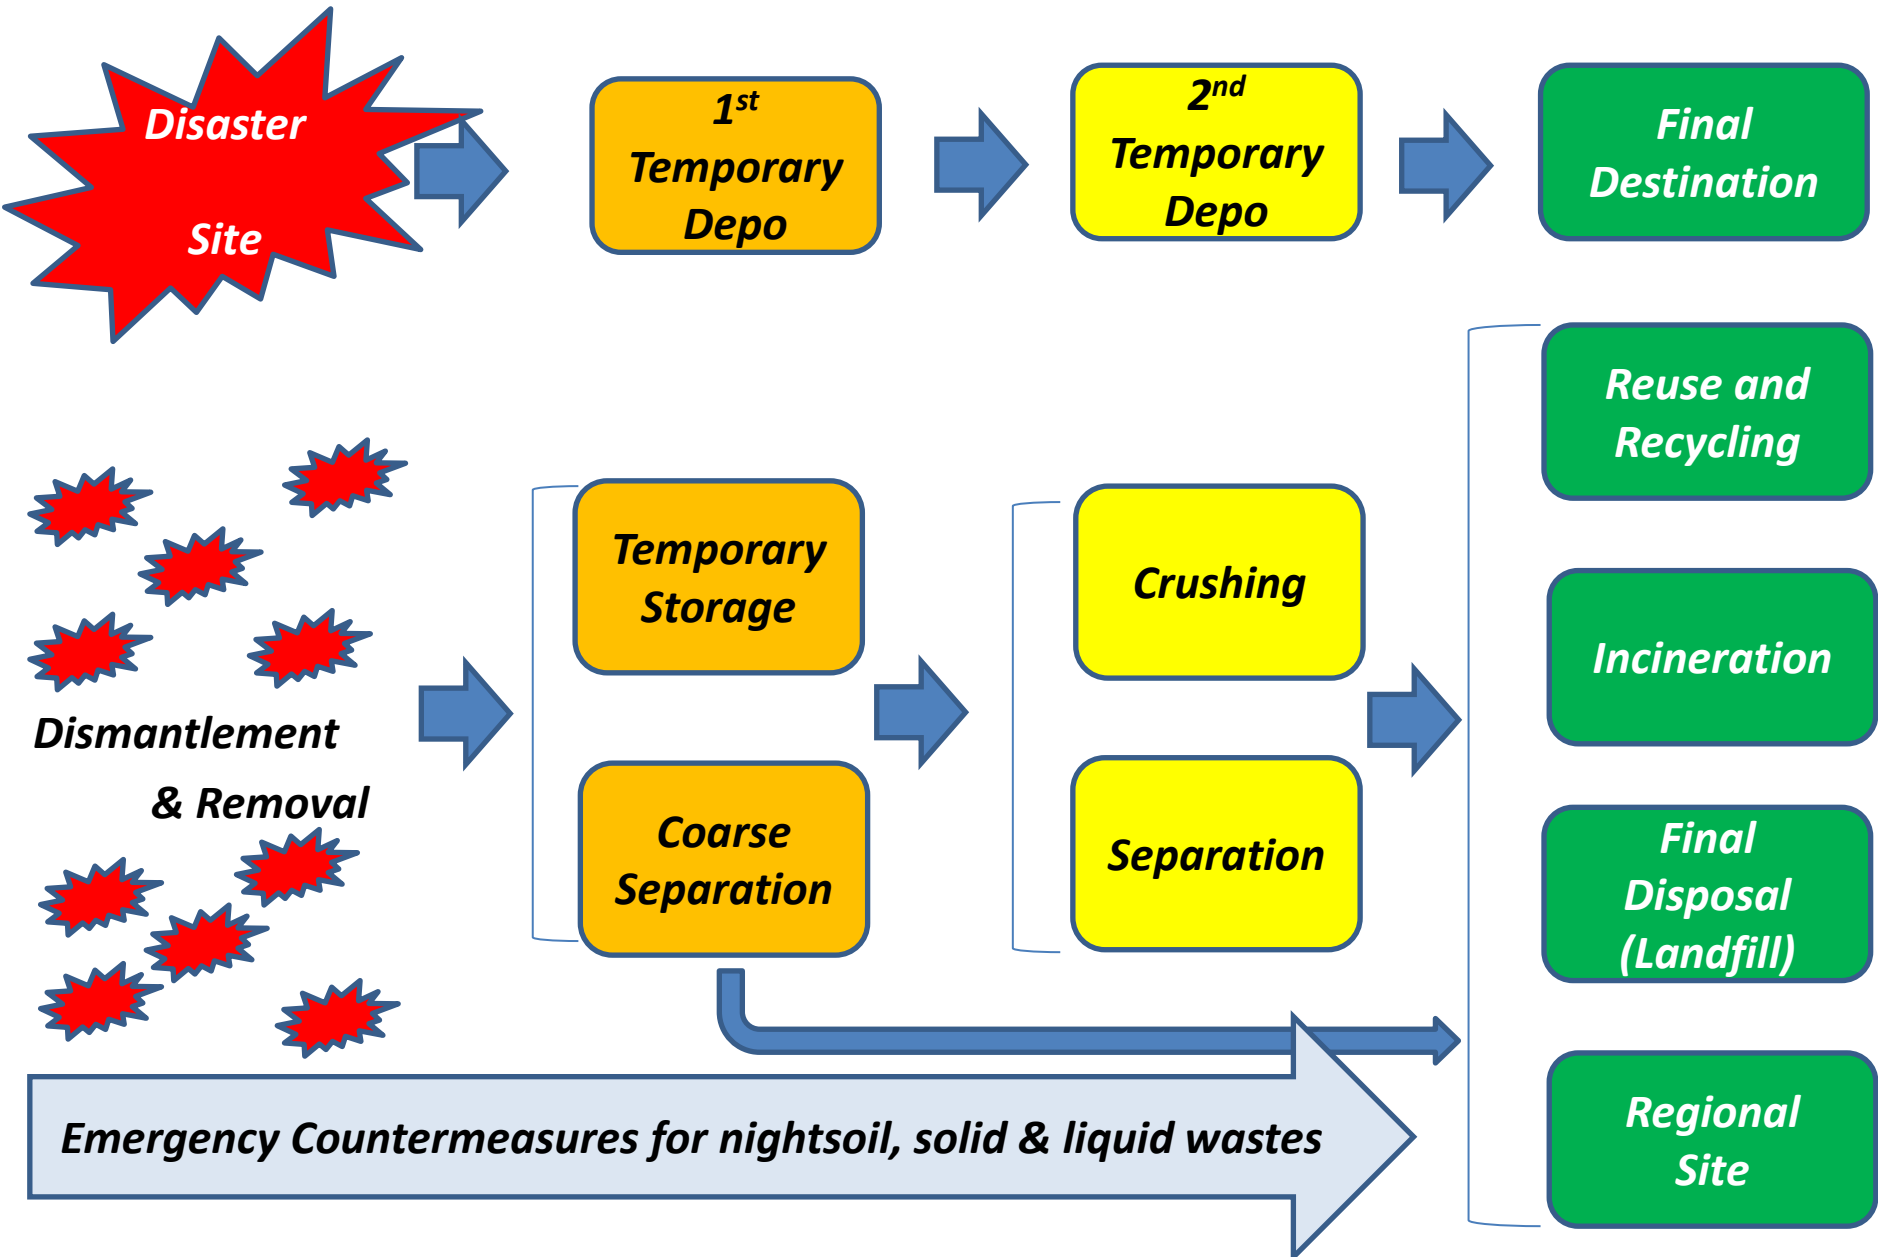 Disaster
Site
1st
Temporary
Depo
2nd
Temporary
Depo
Final
Destination
Dismantlement
& Removal
Temporary
Storage
Coarse
Separation
Crushing
Separation
Reuse and
Recycling
Incineration
Final
Disposal
(Landfill)
Regional
Site
Emergency Countermeasures for nightsoil, solid & liquid wastes